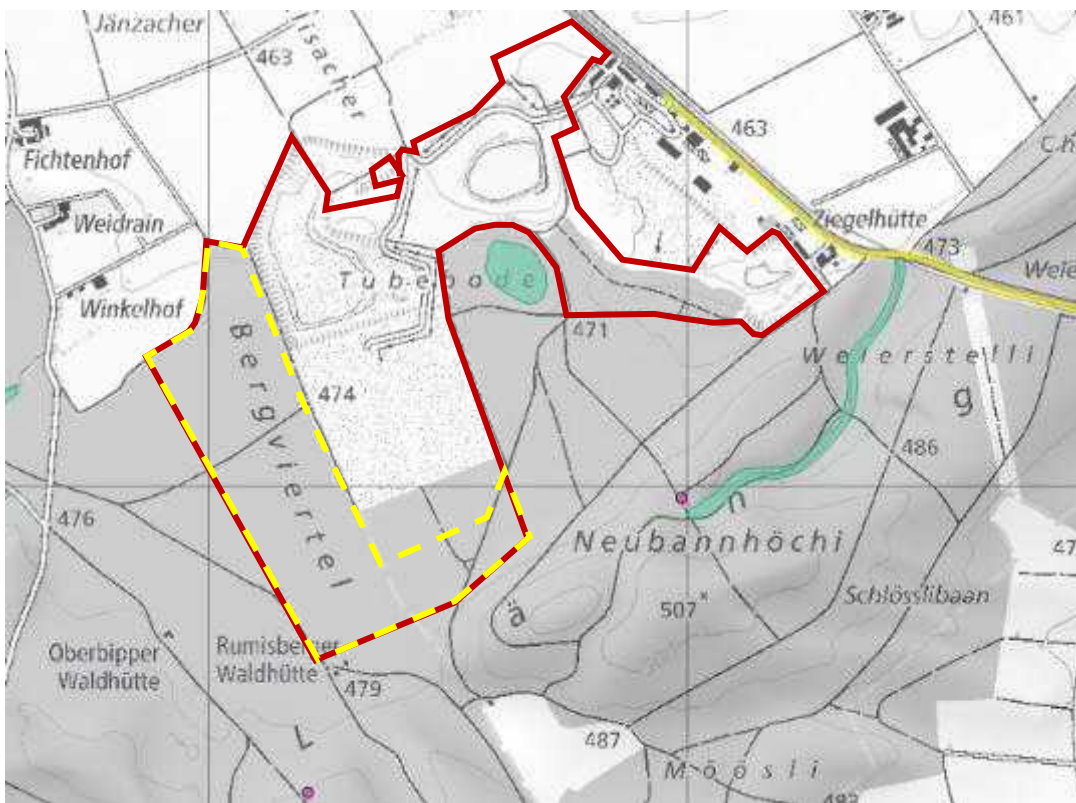 Jänzacher
isacher
463
461
463
Fichtenhof
Weidrain
Ziegelhütte
473
Winkelhof
471
Bergviertel
474
Weierstelli
g
486
476
n
Neubannhöchi
ä
507
Schlösslibaan
Oberbipper
Waldhütte
Rumisberger
Waldhütte
479
L
487
Möösli